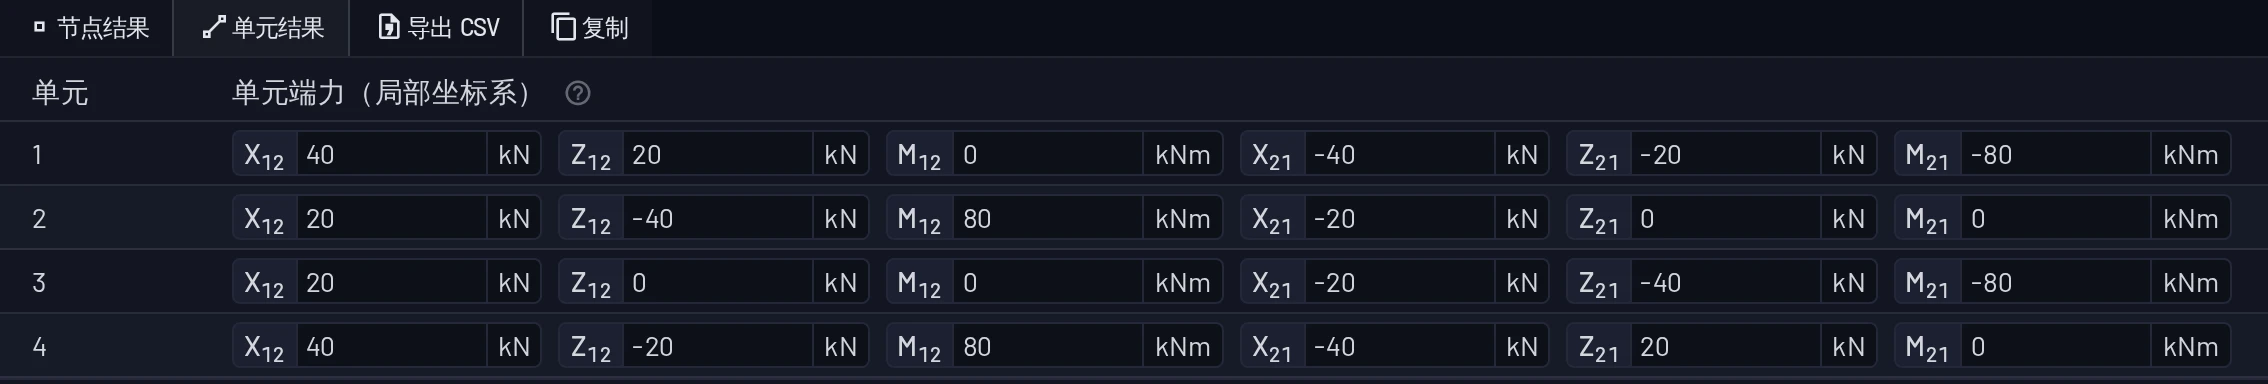 节点结果 单元结果 导出 CSV 复制
单元 单元端力（局部坐标系） ?
1 X12 40 kN Z12 20 kN M12 0 kNm X21 -40 kN Z21 -20 kN M21 -80 kNm
2 X12 20 kN Z12 -40 kN M12 80 kNm X21 -20 kN Z21 0 kN M21 0 kNm
3 X12 20 kN Z12 0 kN M12 0 kNm X21 -20 kN Z21 -40 kN M21 -80 kNm
4 X12 40 kN Z12 -20 kN M12 80 kNm X21 -40 kN Z21 20 kN M21 0 kNm